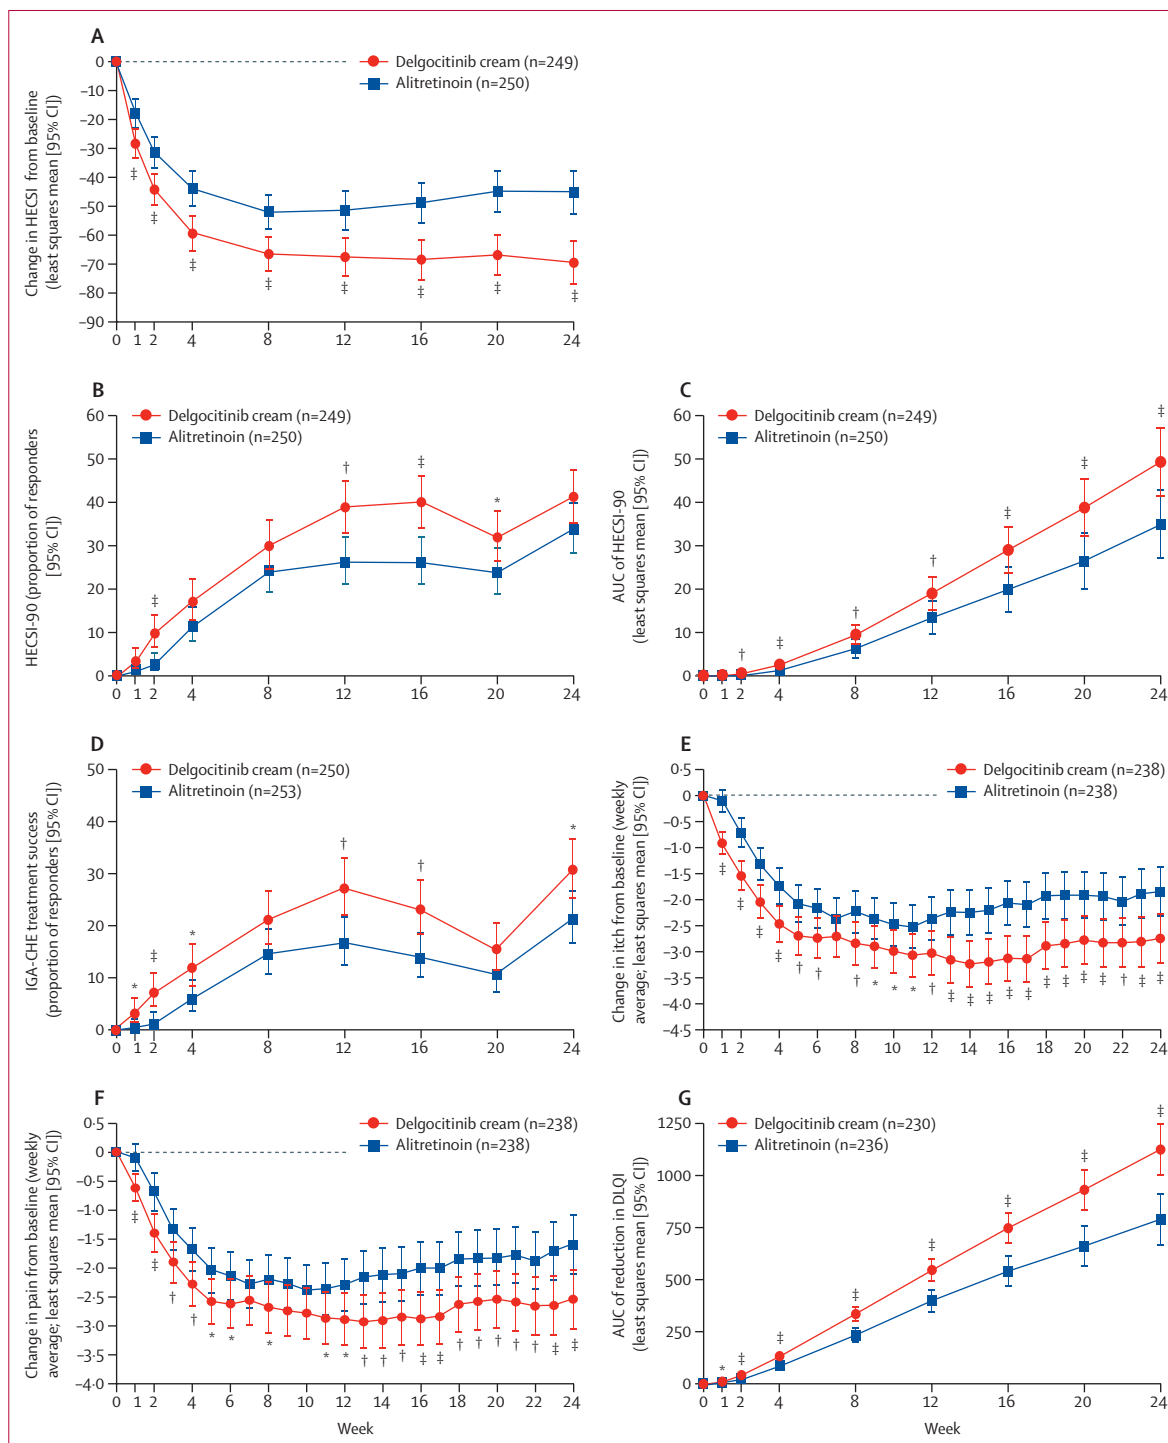 A
Delgocitinib cream (n=249)
Alitretinoin (n=250)
Change in HECSI from baseline
(least squares mean [95% CI])
0
–10
–20
–30
–40
–50
–60
–70
–80
–90
‡ ‡ ‡ ‡ ‡ ‡ ‡ ‡
0 1 2 4 8 12 16 20 24
B
Delgocitinib cream (n=249)
Alitretinoin (n=250)
HECSI-90 (proportion of responders
[95% CI])
60
50
40
30
20
10
0
‡ † ‡ *
0 1 2 4 8 12 16 20 24
C
Delgocitinib cream (n=249)
Alitretinoin (n=250)
AUC of HECSI-90
(least squares mean [95% CI])
60
50
40
30
20
10
0
† ‡ † † ‡ ‡ ‡
0 1 2 4 8 12 16 20 24
D
Delgocitinib cream (n=250)
Alitretinoin (n=253)
IGA-CHE treatment success
(proportion of responders [95% CI])
50
40
30
20
10
0
* ‡ * † † *
0 1 2 4 8 12 16 20 24
E
Delgocitinib cream (n=238)
Alitretinoin (n=238)
Change in itch from baseline (weekly
average; least squares mean [95% CI])
0·5
0
–0·5
–1·0
–1·5
–2·0
–2·5
–3·0
–3·5
–4·0
–4·5
‡ ‡ ‡ ‡ † † † * * * † ‡ ‡ ‡ ‡ ‡ ‡ ‡ ‡ ‡ † ‡ ‡
0 2 4 6 8 10 12 14 16 18 20 22 24
F
Delgocitinib cream (n=238)
Alitretinoin (n=238)
Change in pain from baseline (weekly
average; least squares mean [95% CI])
0·5
0
–0·5
–1·0
–1·5
–2·0
–2·5
–3·0
–3·5
–4·0
‡ ‡ † † * * * * * † † † ‡ ‡ † † † † † ‡ ‡
0 2 4 6 8 10 12 14 16 18 20 22 24
Week
G
Delgocitinib cream (n=230)
Alitretinoin (n=236)
AUC of reduction in DLQI
(least squares mean [95% CI])
1250
1000
750
500
250
0
* ‡ ‡ ‡ ‡ ‡ ‡ ‡
0 1 2 4 8 12 16 20 24
Week